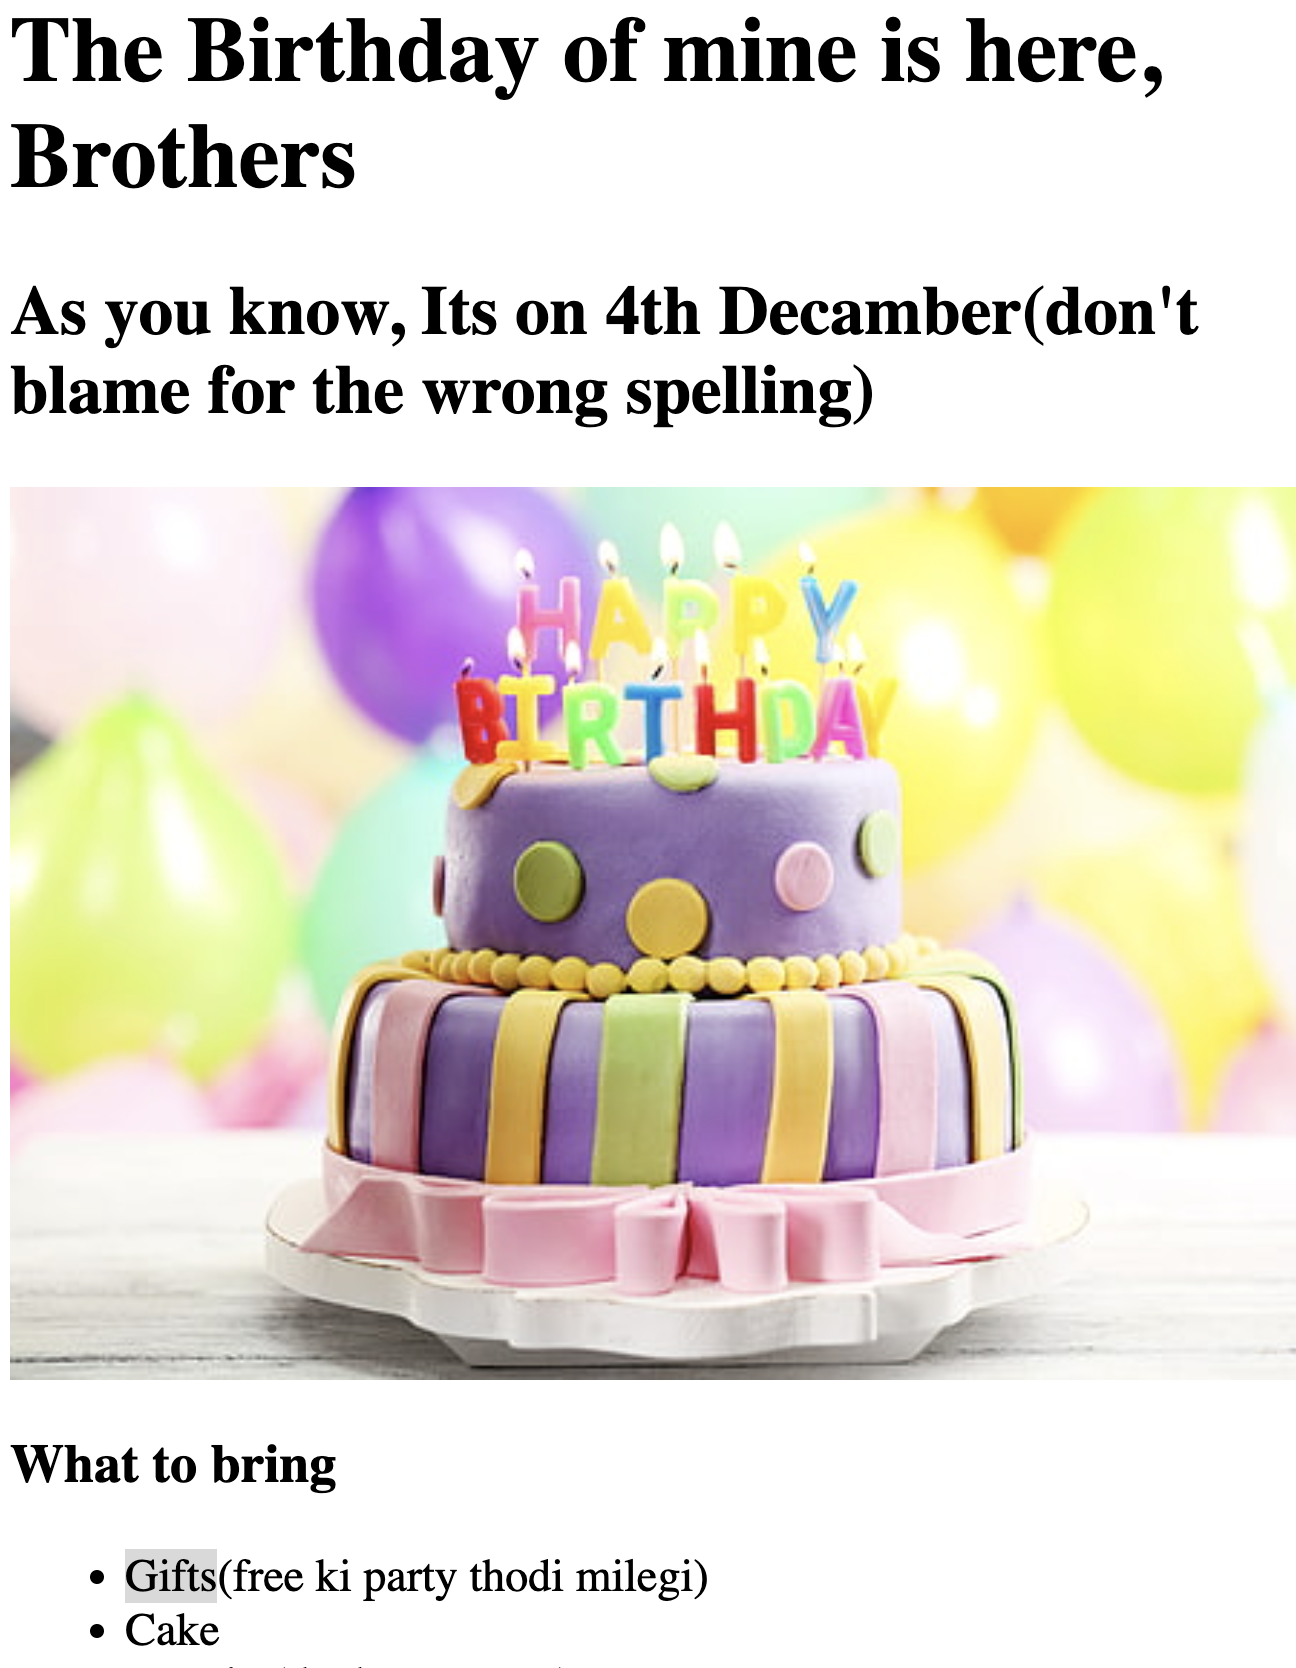 The Birthday of mine is here,
Brothers
As you know, Its on 4th Decamber(don't
blame for the wrong spelling)
HAPPY
BIRTHDAY
What to bring
Gifts(free ki party thodi milegi)
Cake